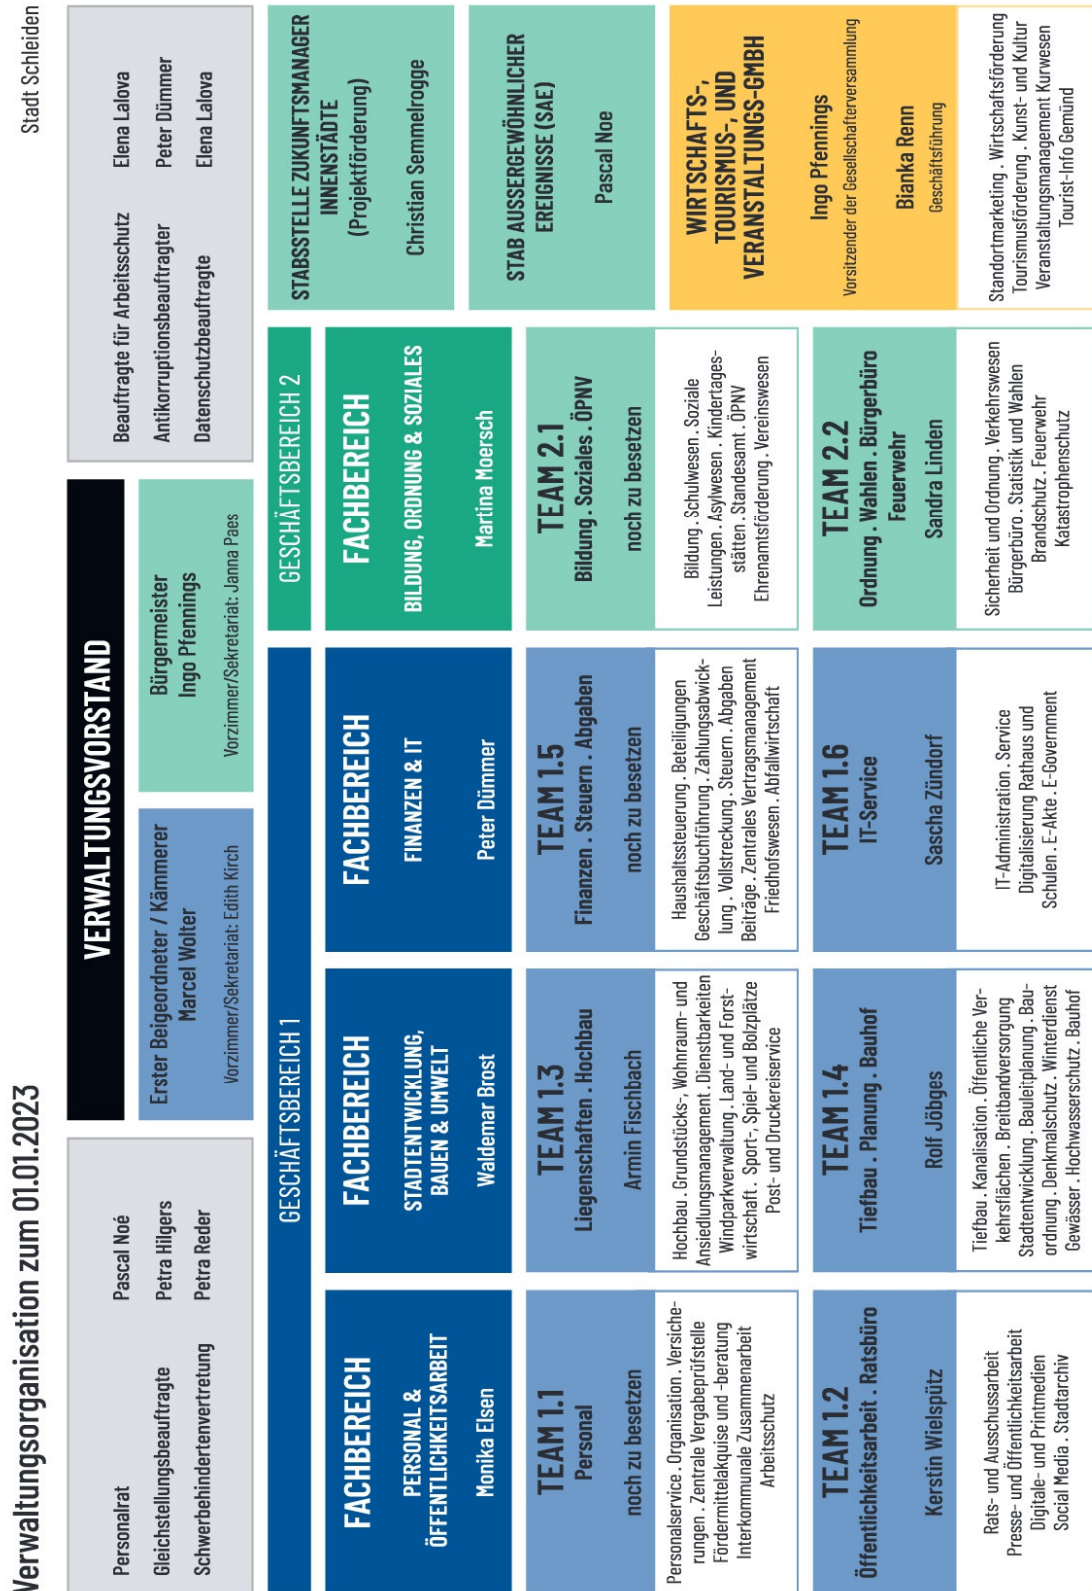 Verwaltungsorganisation zum 01.01.2023
Stadt Schleiden
Personalrat Pascal Noé
Gleichstellungsbeauftragte Petra Hilgers
Schwerbehindertenvertretung Petra Reder
VERWALTUNGSVORSTAND
Erster Beigeordneter / Kämmerer
Marcel Wolter
Vorzimmer/Sekretariat: Edith Kirch
Bürgermeister
Ingo Pfennings
Vorzimmer/Sekretariat: Janna Paes
Beauftragte für Arbeitsschutz Elena Lalova
Antikorruptionsbeauftragter Peter Dümmer
Datenschutzbeauftragte Elena Lalova
GESCHÄFTSBEREICH 1
FACHBEREICH
PERSONAL &
ÖFFENTLICHKEITSARBEIT
Monika Elsen
TEAM 1.1
Personal
noch zu besetzen
Personalservice . Organisation . Versiche-
rungen . Zentrale Vergabeprüfstelle
Fördermittelakquise und -beratung
Interkommunale Zusammenarbeit
Arbeitsschutz
TEAM 1.2
Öffentlichkeitsarbeit . Ratsbüro
Kerstin Wielspütz
Rats- und Ausschussarbeit
Presse- und Öffentlichkeitsarbeit
Digitale- und Printmedien
Social Media . Stadtarchiv
FACHBEREICH
STADTENTWICKLUNG,
BAUEN & UMWELT
Waldemar Brost
TEAM 1.3
Liegenschaften . Hochbau
Armin Fischbach
Hochbau . Grundstücks-, Wohnraum- und
Ansiedlungsmanagement . Dienstbarkeiten
Windparkverwaltung . Land- und Forst-
wirtschaft . Sport-, Spiel- und Bolzplätze
Post- und Druckereiservice
TEAM 1.4
Tiefbau . Planung . Bauhof
Rolf Jöbges
Tiefbau . Kanalisation . Öffentliche Ver-
kehrsflächen . Breitbandversorgung
Stadtentwicklung . Bauleitplanung . Bau-
ordnung . Denkmalschutz . Winterdienst
Gewässer . Hochwasserschutz . Bauhof
FACHBEREICH
FINANZEN & IT
Peter Dümmer
TEAM 1.5
Finanzen . Steuern . Abgaben
noch zu besetzen
Haushaltssteuerung . Beteiligungen
Geschäftsbuchführung . Zahlungsabwick-
lung . Vollstreckung . Steuern . Abgaben
Beiträge . Zentrales Vertragsmanagement
Friedhofswesen . Abfallwirtschaft
TEAM 1.6
IT-Service
Sascha Zündorf
IT-Administration . Service
Digitalisierung Rathaus und
Schulen . E-Akte . E-Government
GESCHÄFTSBEREICH 2
FACHBEREICH
BILDUNG, ORDNUNG & SOZIALES
Martina Moersch
TEAM 2.1
Bildung . Soziales . ÖPNV
noch zu besetzen
Bildung . Schulwesen . Soziale
Leistungen . Asylwesen . Kindertages-
stätten . Standesamt . ÖPNV
Ehrenamtsförderung . Vereinswesen
TEAM 2.2
Ordnung . Wahlen . Bürgerbüro
Feuerwehr
Sandra Linden
Sicherheit und Ordnung . Verkehrswesen
Bürgerbüro . Statistik und Wahlen
Brandschutz . Feuerwehr
Katastrophenschutz
STABSSTELLE ZUKUNFTSMANAGER
INNENSTÄDTE
(Projektförderung)
Christian Semmelrogge
STAB AUSSERGEWÖHNLICHER
EREIGNISSE (SAE)
Pascal Noe
WIRTSCHAFTS-,
TOURISMUS-, UND
VERANSTALTUNGS-GMBH
Ingo Pfennings
Vorsitzender der Gesellschafterversammlung
Bianka Renn
Geschäftsführung
Standortmarketing . Wirtschaftsförderung
Tourismusförderung . Kunst- und Kultur
Veranstaltungsmanagement Kurwesen
Tourist-Info Gemünd